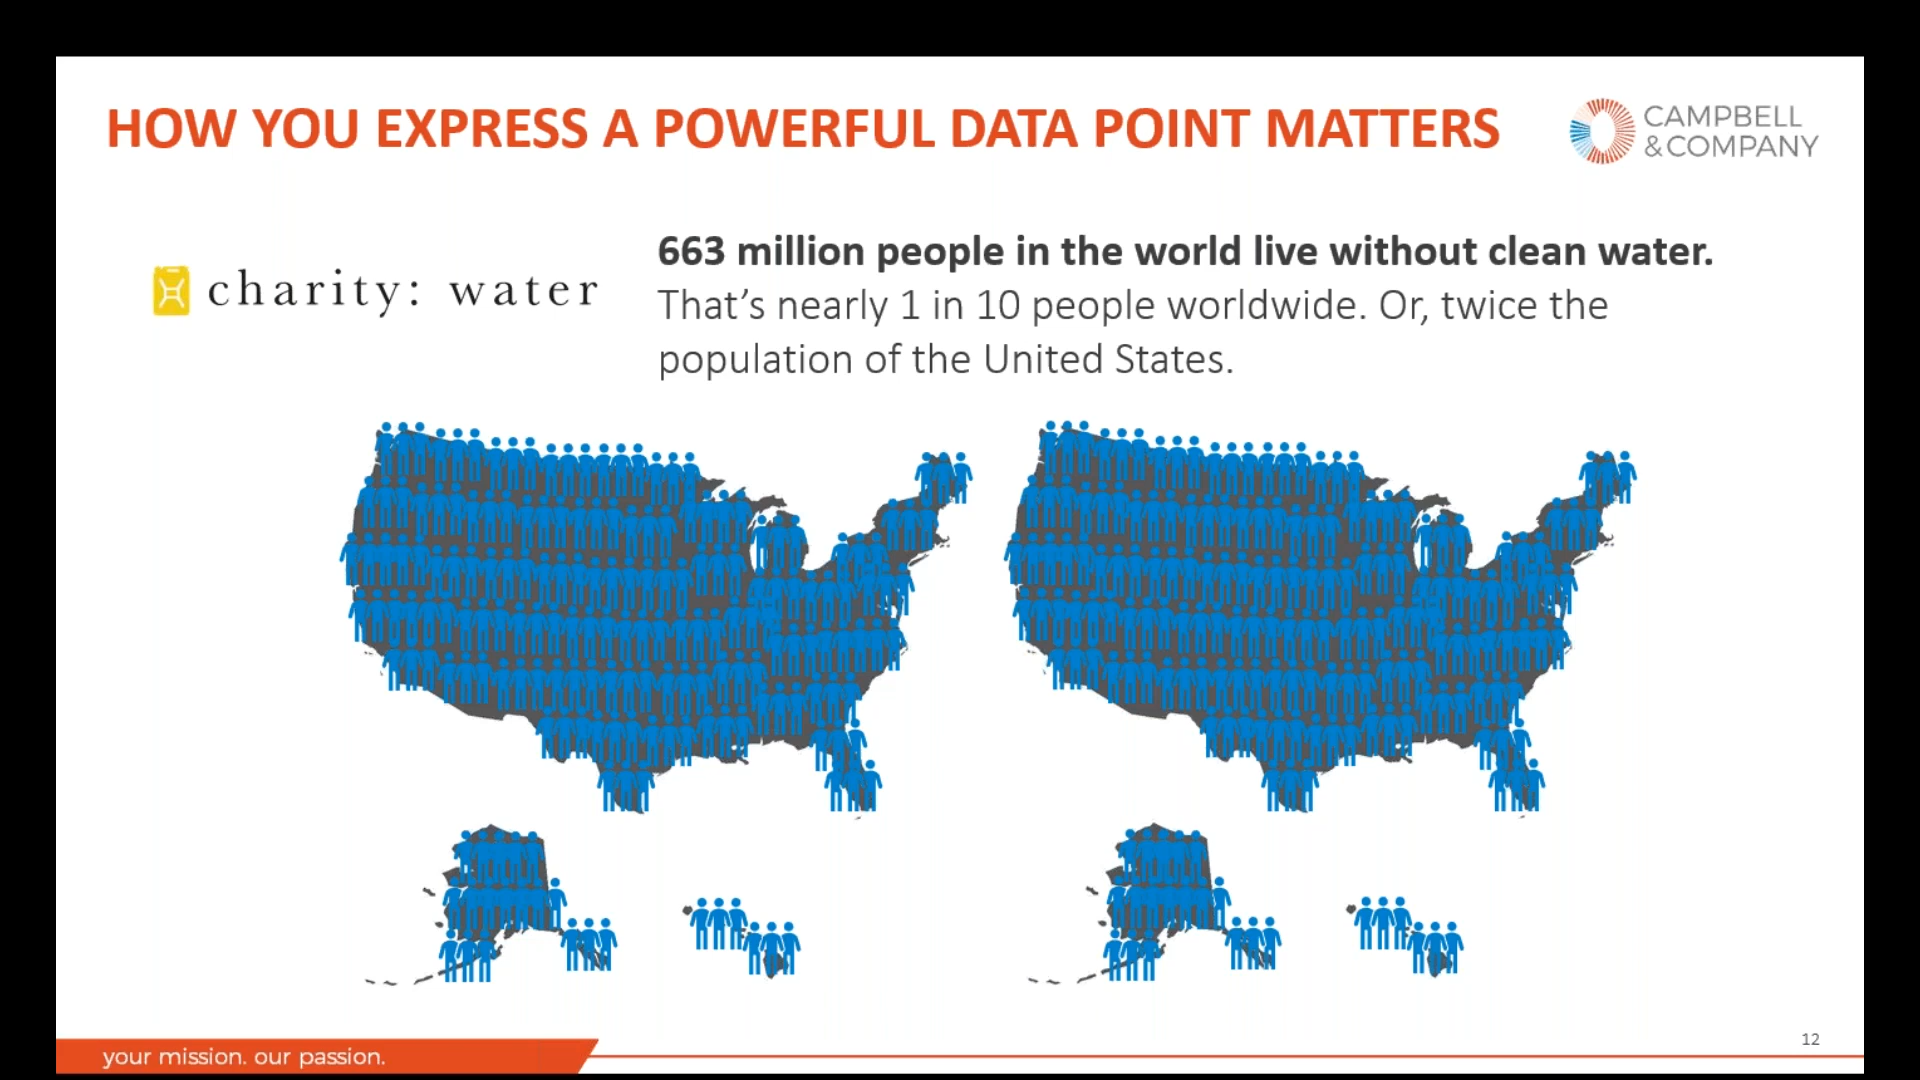 HOW YOU EXPRESS A POWERFUL DATA POINT MATTERS
CAMPBELL
& COMPANY
charity: water
663 million people in the world live without clean water.
That’s nearly 1 in 10 people worldwide. Or, twice the
population of the United States.
12
your mission. our passion.